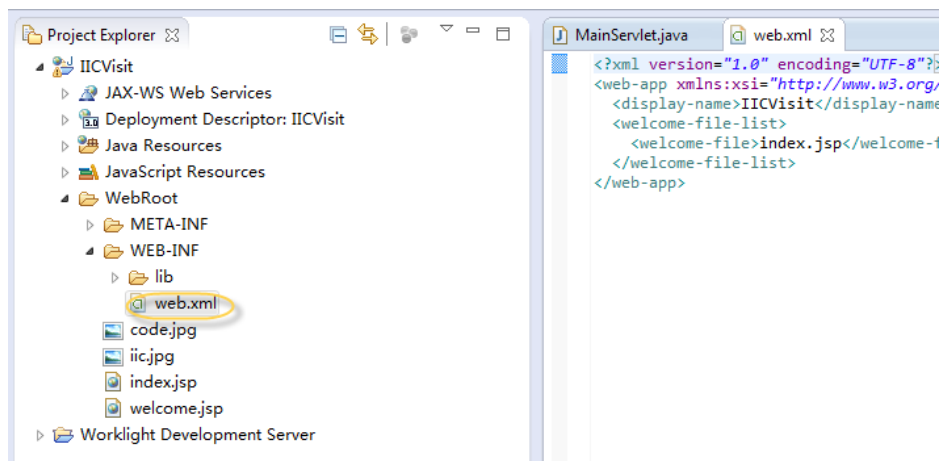 Project Explorer
IICVisit
JAX-WS Web Services
3.0 Deployment Descriptor: IICVisit
Java Resources
JavaScript Resources
WebRoot
META-INF
WEB-INF
lib
web.xml
code.jpg
iic.jpg
index.jsp
welcome.jsp
Worklight Development Server
MainServlet.java web.xml
<?xml version="1.0" encoding="UTF-8"?>
<web-app xmlns:xsi="http://www.w3.org/
<display-name>IICVisit</display-name
<welcome-file-list>
<welcome-file>index.jsp</welcome-f
</welcome-file-list>
</web-app>